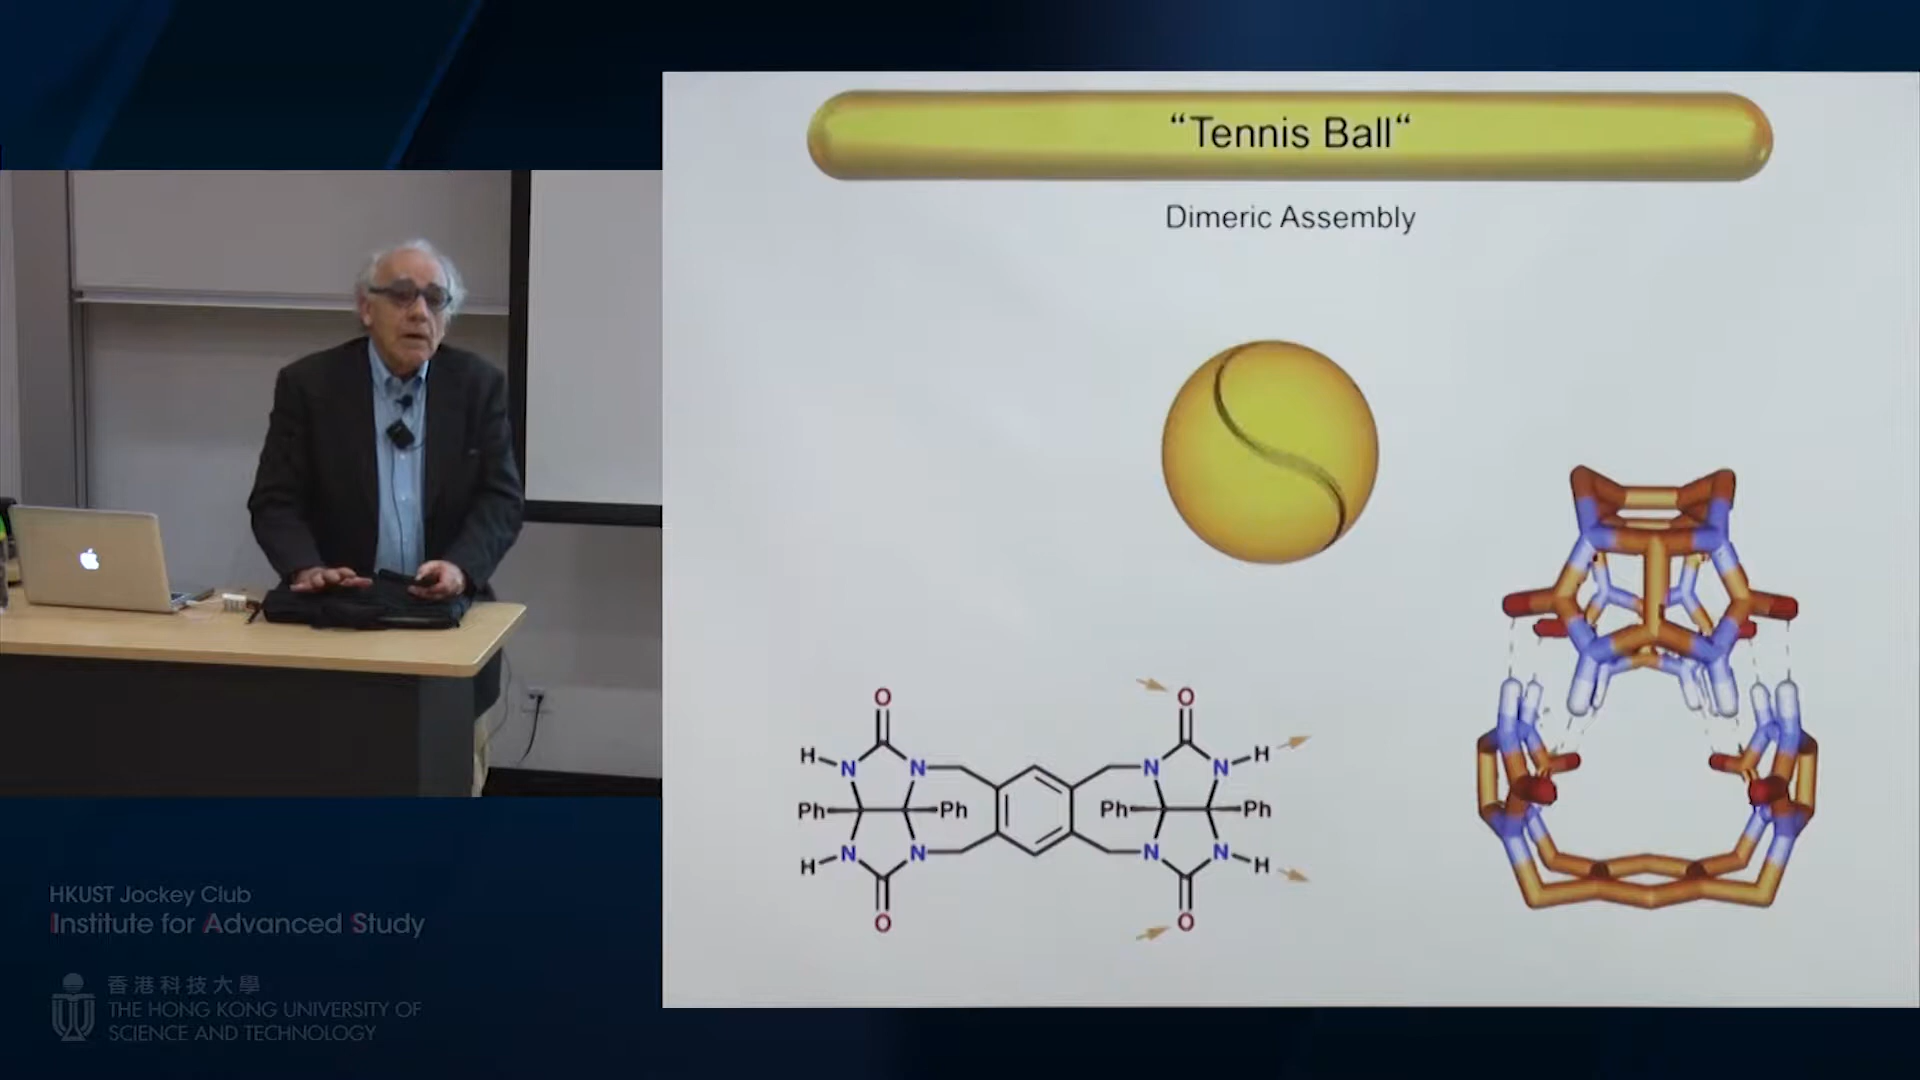 “Tennis Ball“
Dimeric Assembly
O
O
H
N
N
N
N
H
Ph
Ph
Ph
Ph
H
N
N
N
N
H
O
O
HKUST Jockey Club
Institute for Advanced Study
香港科技大學
THE HONG KONG UNIVERSITY OF
SCIENCE AND TECHNOLOGY